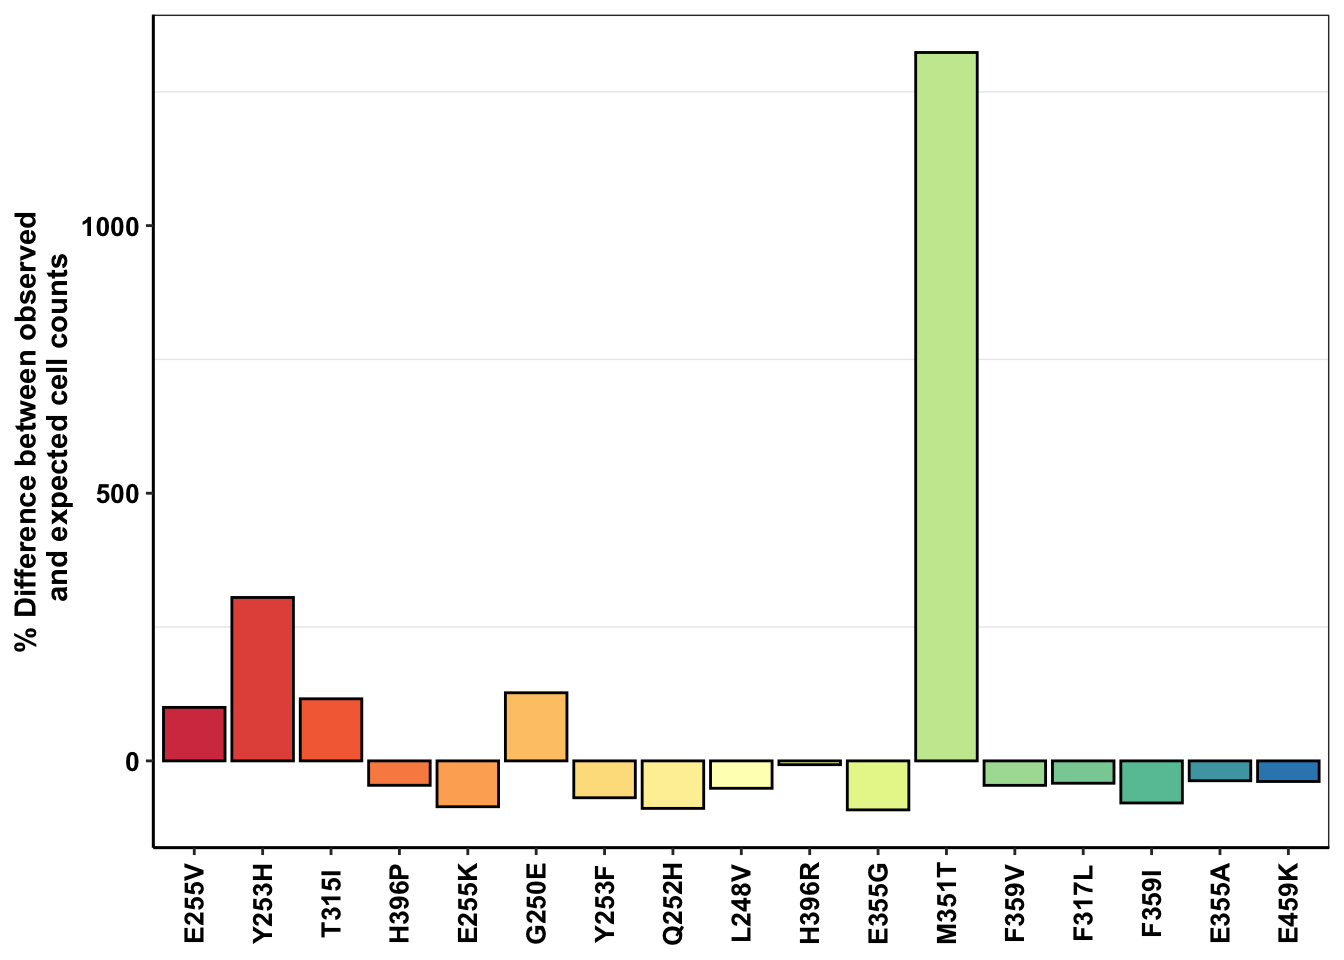 % Difference between observed
and expected cell counts
1000
500
0
E255V
Y253H
T315I
H396P
E255K
G250E
Y253F
Q252H
L248V
H396R
E355G
M351T
F359V
F317L
F359I
E355A
E459K